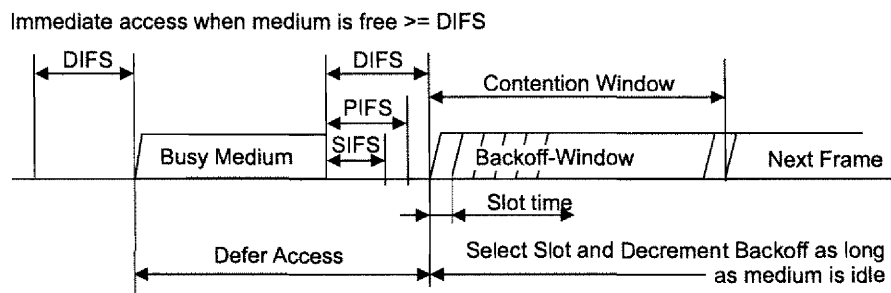 Immediate access when medium is free >= DIFS
DIFS
DIFS
Contention Window
PIFS
SIFS
Busy Medium
Backoff-Window
Next Frame
Slot time
Defer Access
Select Slot and Decrement Backoff as long
as medium is idle